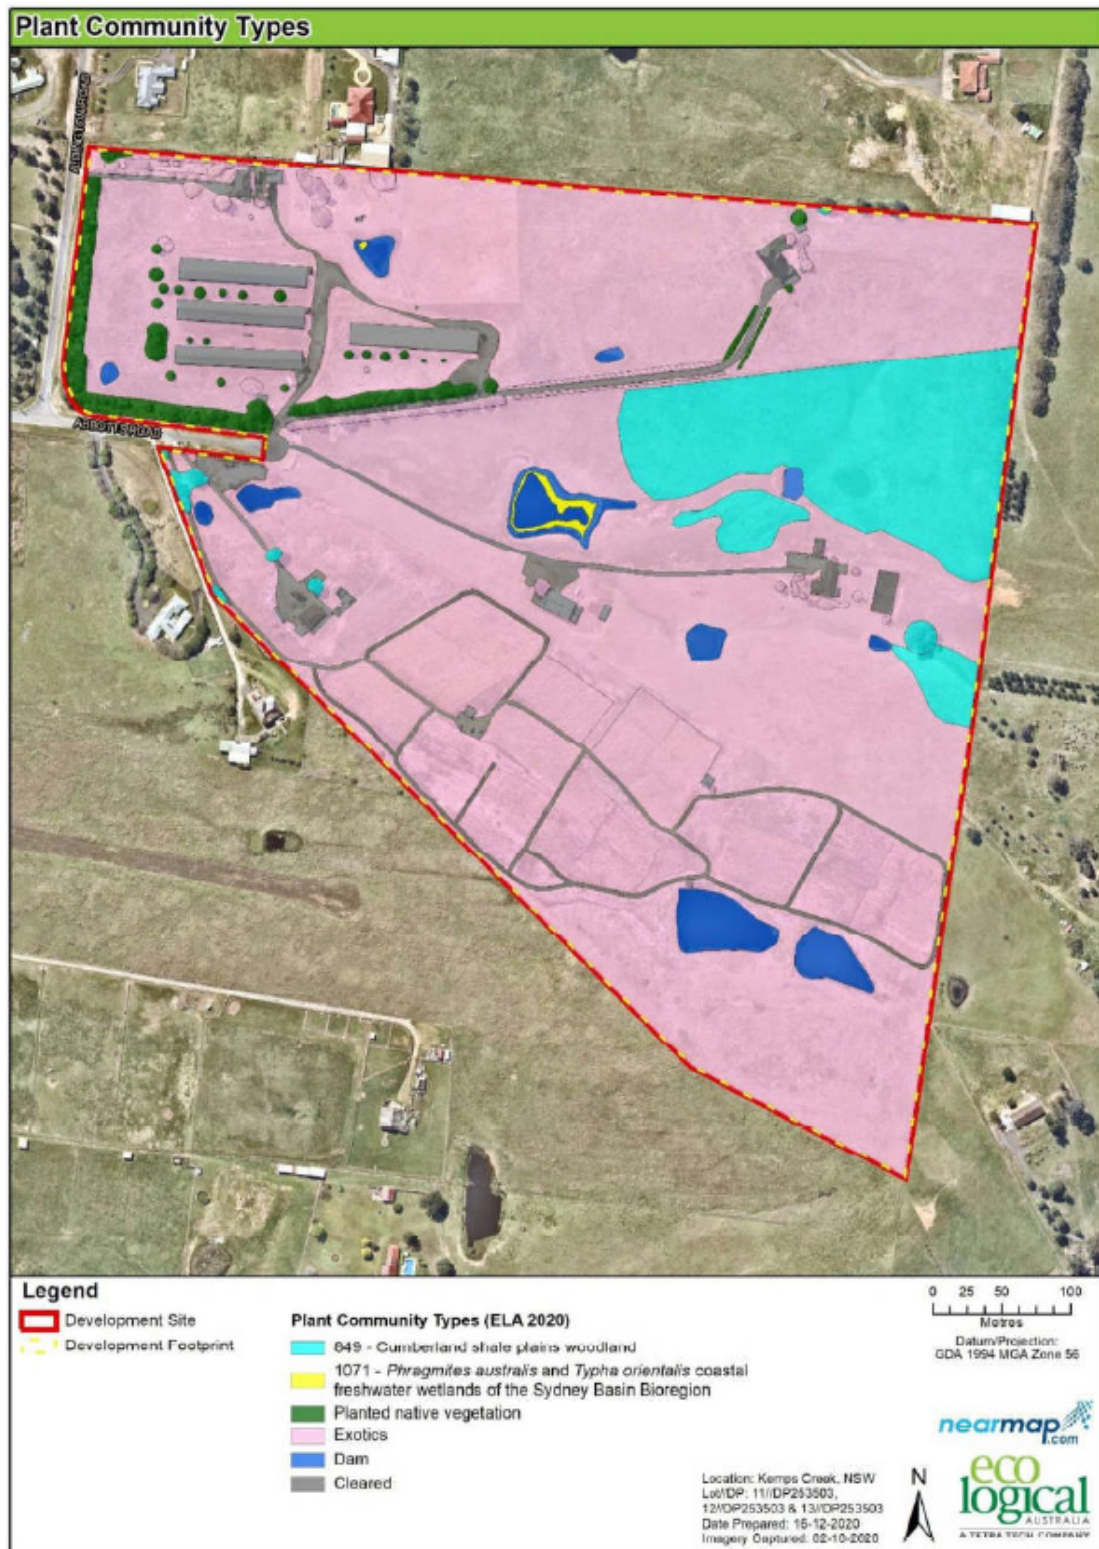 Plant Community Types
ALDINGTON ROAD
ABBOTTS ROAD
Legend
Development Site
Development Footprint
Plant Community Types (ELA 2020)
849 - Cumberland shale plains woodland
1071 - Phragmites australis and Typha orientalis coastal
freshwater wetlands of the Sydney Basin Bioregion
Planted native vegetation
Exotics
Dam
Cleared
0 25 50 100
Metres
Datum/Projection:
GDA 1994 MGA Zone 56
nearmap
.com
Location: Kemps Creek, NSW
Lot//DP: 11//DP253503,
12//DP253503 & 13//DP253503
Date Prepared: 16-12-2020
Imagery Captured: 02-10-2020
N
eco
logical
AUSTRALIA
A TETRA TECH COMPANY